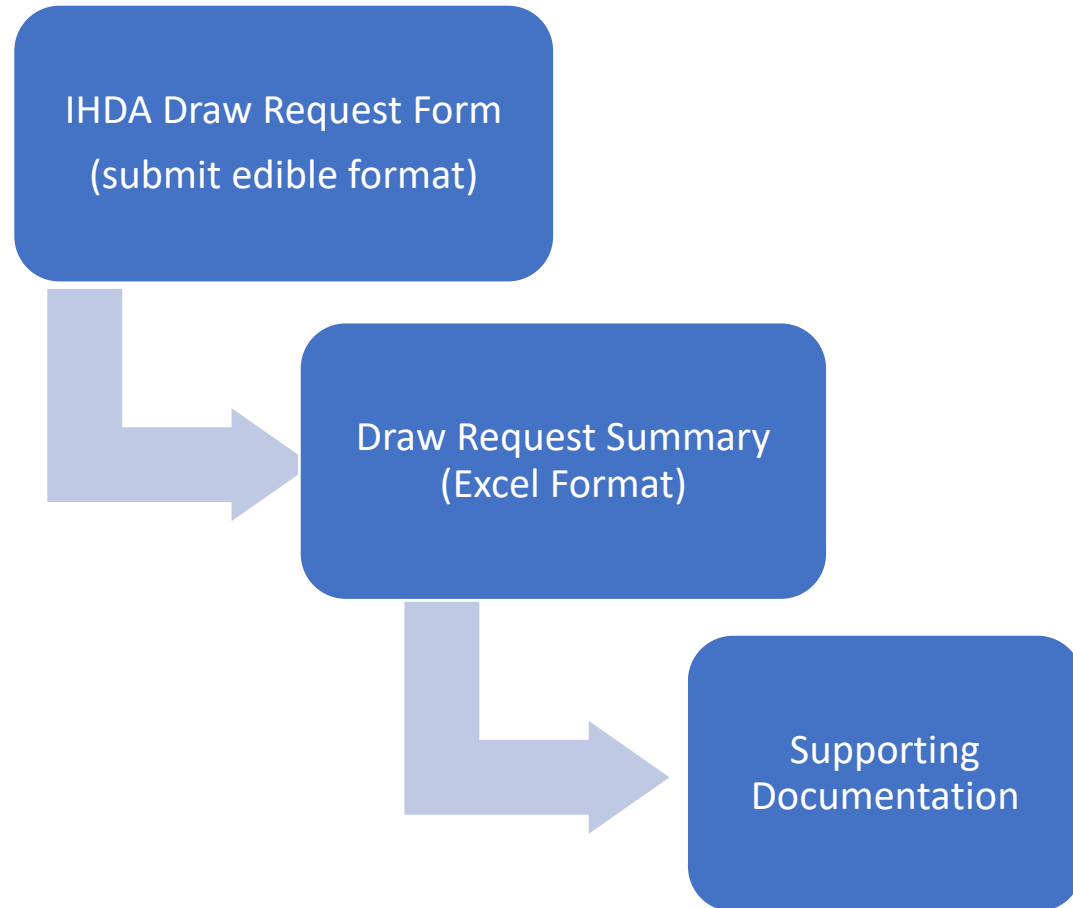 IHDA Draw Request Form
(submit edible format)
Draw Request Summary
(Excel Format)
Supporting
Documentation